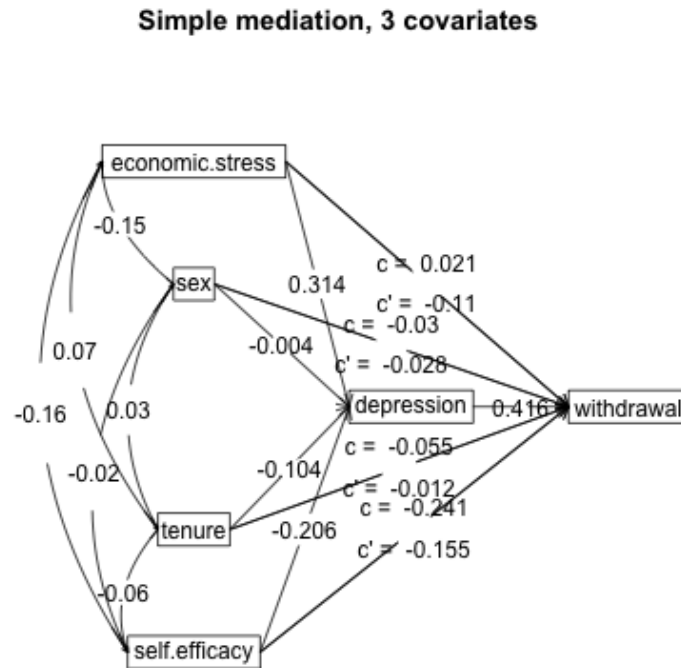 Simple mediation, 3 covariates
economic.stress
-0.15
c =  0.021
sex
0.314
c' =  -0.11
c =  -0.03
-0.004
0.07
c' =  -0.028
-0.16
0.03
depression
0.416
withdrawal
c =  -0.055
-0.02
-0.104
c' =  -0.012
c =  -0.241
tenure
-0.206
c' =  -0.155
-0.06
self.efficacy